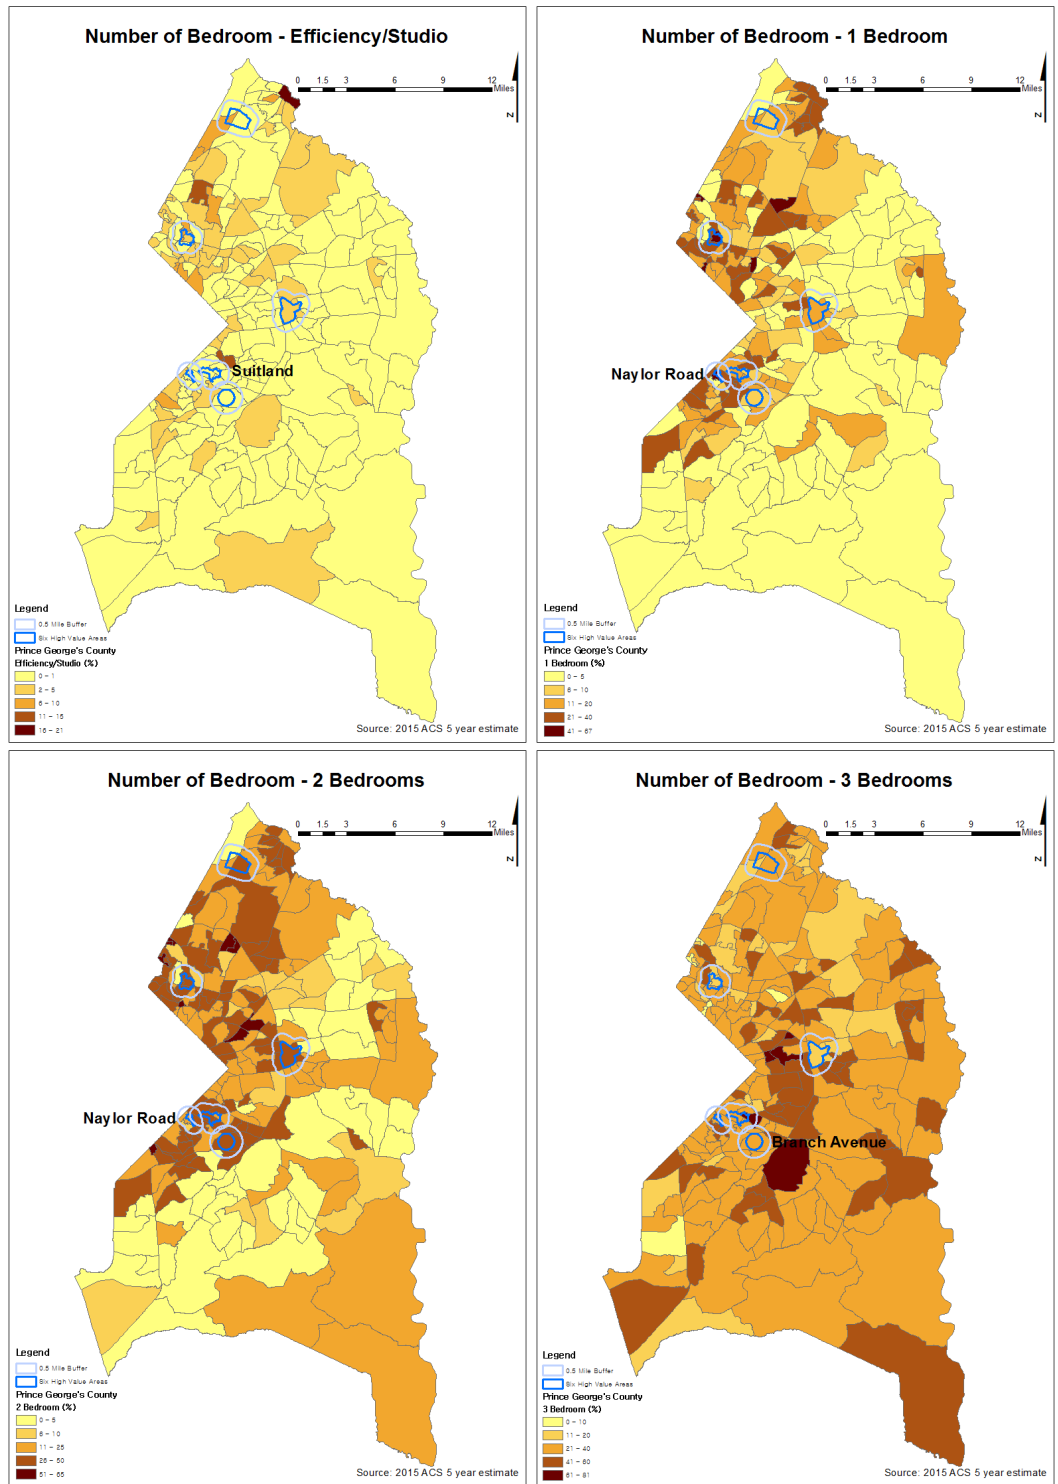 Number of Bedroom - Efficiency/Studio
0 1.5 3 6 9 12
Miles
N
Suitland
Legend
0.5 Mile Buffer
Six High Value Areas
Prince George's County
Efficiency/Studio (%)
0 - 1
2 - 5
6 - 10
11 - 15
16 - 21
Source: 2015 ACS 5 year estimate
Number of Bedroom - 1 Bedroom
0 1.5 3 6 9 12
Miles
N
Naylor Road
Legend
0.5 Mile Buffer
Six High Value Areas
Prince George's County
1 Bedroom (%)
0 - 5
6 - 10
11 - 20
21 - 40
41 - 67
Source: 2015 ACS 5 year estimate
Number of Bedroom - 2 Bedrooms
0 1.5 3 6 9 12
Miles
N
Naylor Road
Legend
0.5 Mile Buffer
Six High Value Areas
Prince George's County
2 Bedroom (%)
0 - 5
6 - 10
11 - 25
26 - 50
51 - 65
Source: 2015 ACS 5 year estimate
Number of Bedroom - 3 Bedrooms
0 1.5 3 6 9 12
Miles
N
Branch Avenue
Legend
0.5 Mile Buffer
Six High Value Areas
Prince George's County
3 Bedroom (%)
0 - 10
11 - 20
21 - 40
41 - 60
61 - 81
Source: 2015 ACS 5 year estimate